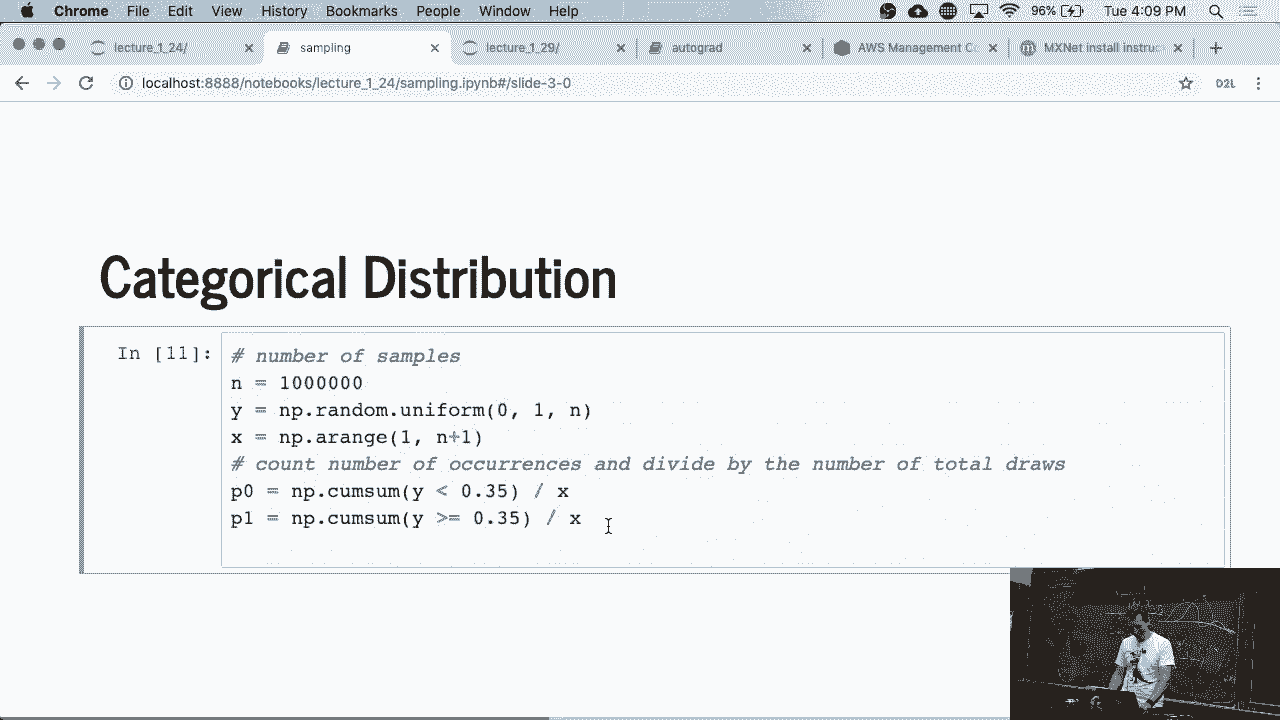 Chrome File Edit View History Bookmarks People Window Help 96% Tue 4:09 PM
lecture_1_24/ sampling lecture_1_29/ autograd AWS Management C MXNet install instru
localhost:8888/notebooks/lecture_1_24/sampling.ipynb#/slide-3-0 D2L
Categorical Distribution
In [11]: # number of samples
n = 1000000
y = np.random.uniform(0, 1, n)
x = np.arange(1, n+1)
# count number of occurrences and divide by the number of total draws
p0 = np.cumsum(y < 0.35) / x
p1 = np.cumsum(y >= 0.35) / x